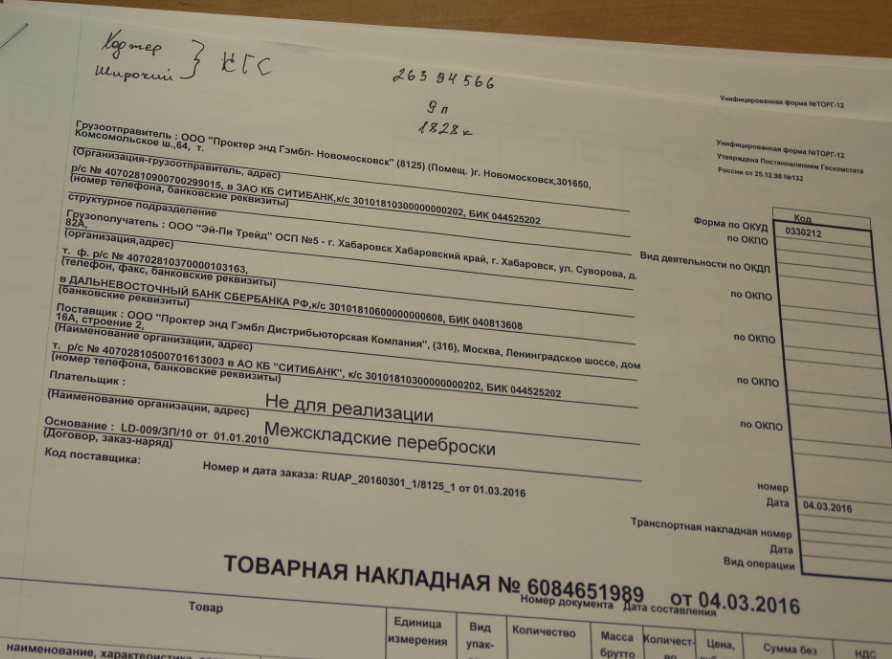 Ходжер
Широкий } КГС
26394566
9п
1828к
Унифицированная форма №ТОРГ-12
Унифицированная форма №ТОРГ-12
Утверждена Постановлением Госкомстата
России от 25.12.98 №132
Грузоотправитель : ООО "Проктер энд Гэмбл- Новомосковск" (8125) (Помещ. )г. Новомосковск,301650,
Комсомольское ш.,64, т.
(Организация-грузоотправитель, адрес)
р/с № 40702810900700299015, в ЗАО КБ СИТИБАНК,к/с 30101810300000000202, БИК 044525202
(номер телефона, банковские реквизиты)
структурное подразделение
Грузополучатель : ООО "Эй-Пи Трейд" ОСП №5 - г. Хабаровск Хабаровский край, г. Хабаровск, ул. Суворова, д.
82А,
(организация,адрес)
т. ф. р/с № 40702810370000103163,
(телефон, факс, банковские реквизиты)
в ДАЛЬНЕВОСТОЧНЫЙ БАНК СБЕРБАНКА РФ,к/с 30101810600000000608, БИК 040813608
(банковские реквизиты)
Поставщик : ООО "Проктер энд Гэмбл Дистрибьюторская Компания", (316), Москва, Ленинградское шоссе, дом
16А, строение 2,
(Наименование организации, адрес)
т. р/с № 40702810500701613003 в АО КБ "СИТИБАНК", к/с 30101810300000000202, БИК 044525202
(номер телефона, банковские реквизиты)
Плательщик :
Не для реализации
(Наименование организации, адрес)
Основание : LD-009/ЗП/10 от 01.01.2010
Межскладские переброски
(Договор, заказ-наряд)
Код поставщика:
Номер и дата заказа: RUAP_20160301_1/8125_1 от 01.03.2016
Код
Форма по ОКУД 0330212
по ОКПО
Вид деятельности по ОКДП
по ОКПО
по ОКПО
по ОКПО
по ОКПО
номер
Дата 04.03.2016
Транспортная накладная номер
Дата
Вид операции
ТОВАРНАЯ НАКЛАДНАЯ № 6084651989 от 04.03.2016
Номер документа Дата составления
Товар
Единица
измерения
Вид
упак-
Количество
Масса
брутто
Количест-
во
Цена,
Сумма без
НДС
наименование, характеристика,